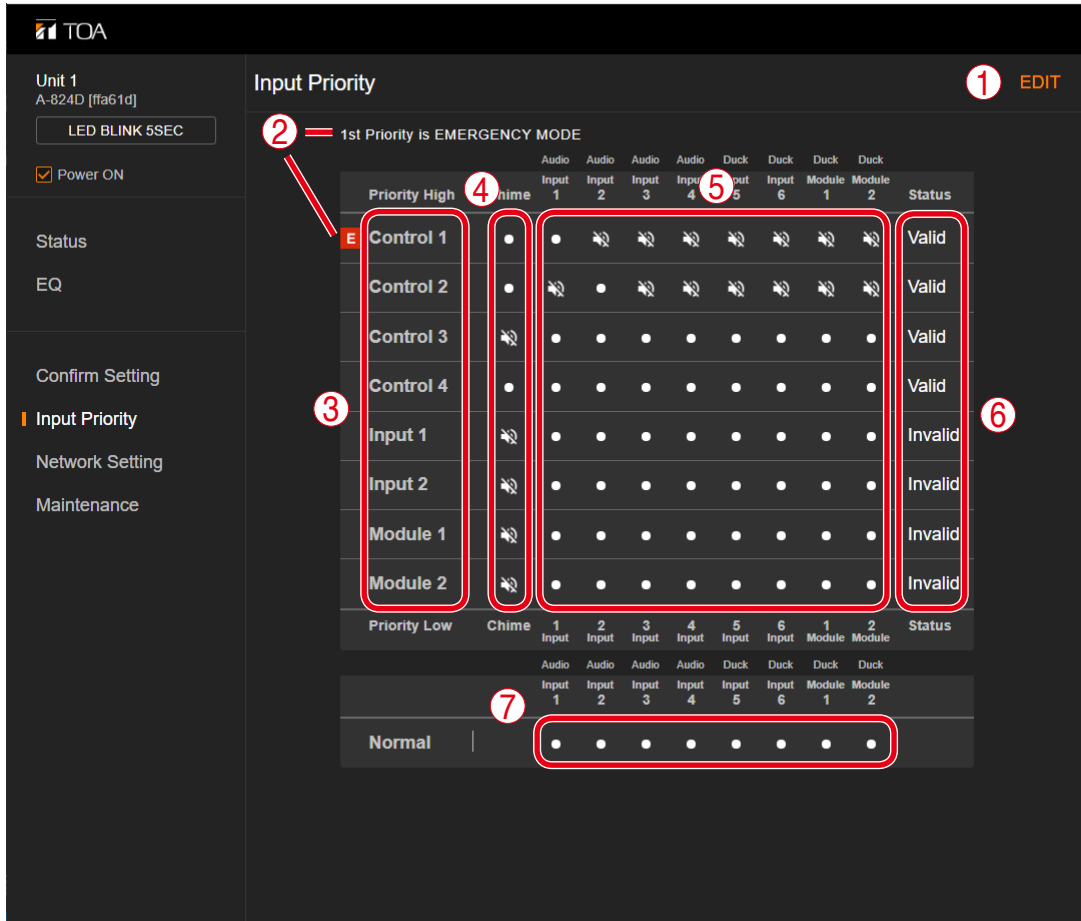 TOA
Unit 1
A-824D [ffa61d]
LED BLINK 5SEC
Power ON
Status
EQ
Confirm Setting
Input Priority
Network Setting
Maintenance
Input Priority
① EDIT
② 1st Priority is EMERGENCY MODE
Audio Audio Audio Audio Duck Duck Duck Duck
④ ⑤
Input Input Input Input Input Module Module
Priority High 1 2 3 4 5 6 1 2 Status
E Control 1 Valid
Control 2 Valid
Control 3 Valid
Control 4 Valid
③ ⑥
Input 1 Invalid
Input 2 Invalid
Module 1 Invalid
Module 2 Invalid
Priority Low Chime 1 2 3 4 5 6 1 2 Status
Input Input Input Input Input Input Module Module
Audio Audio Audio Audio Duck Duck Duck Duck
Input Input Input Input Input Input Module Module
⑦ 1 2 3 4 5 6 1 2
Normal